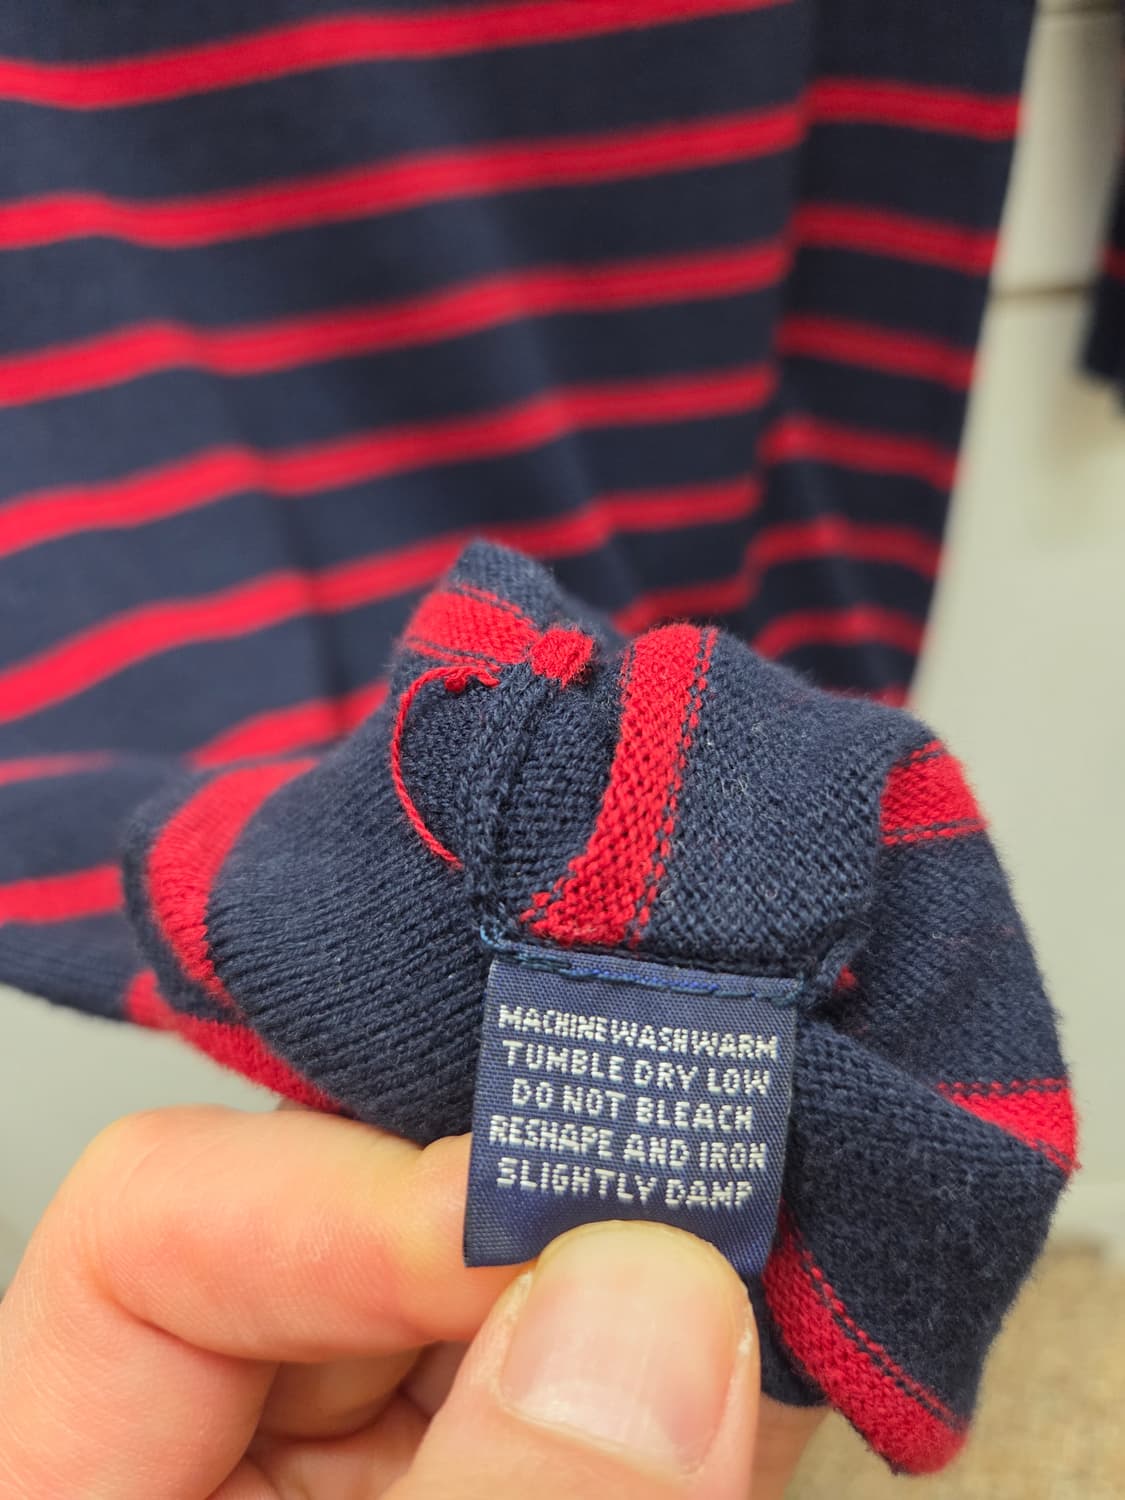 MACHINE WASH WARM
TUMBLE DRY LOW
DO NOT BLEACH
RESHAPE AND IRON
SLIGHTLY DAMP